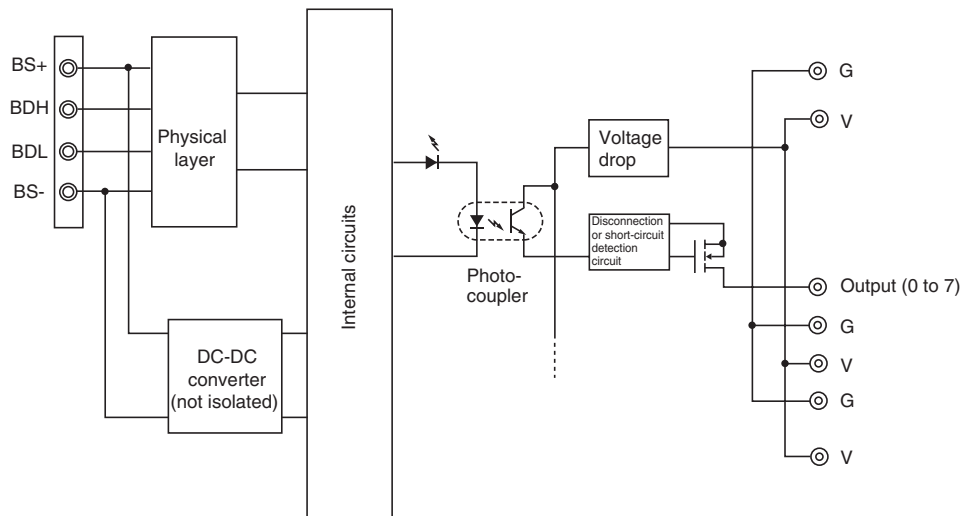 BS+
BDH
BDL
BS-
Physical
layer
DC-DC
converter
(not isolated)
Internal circuits
Photo-
coupler
Voltage
drop
Disconnection
or short-circuit
detection
circuit
G
V
Output (0 to 7)
G
V
G
V